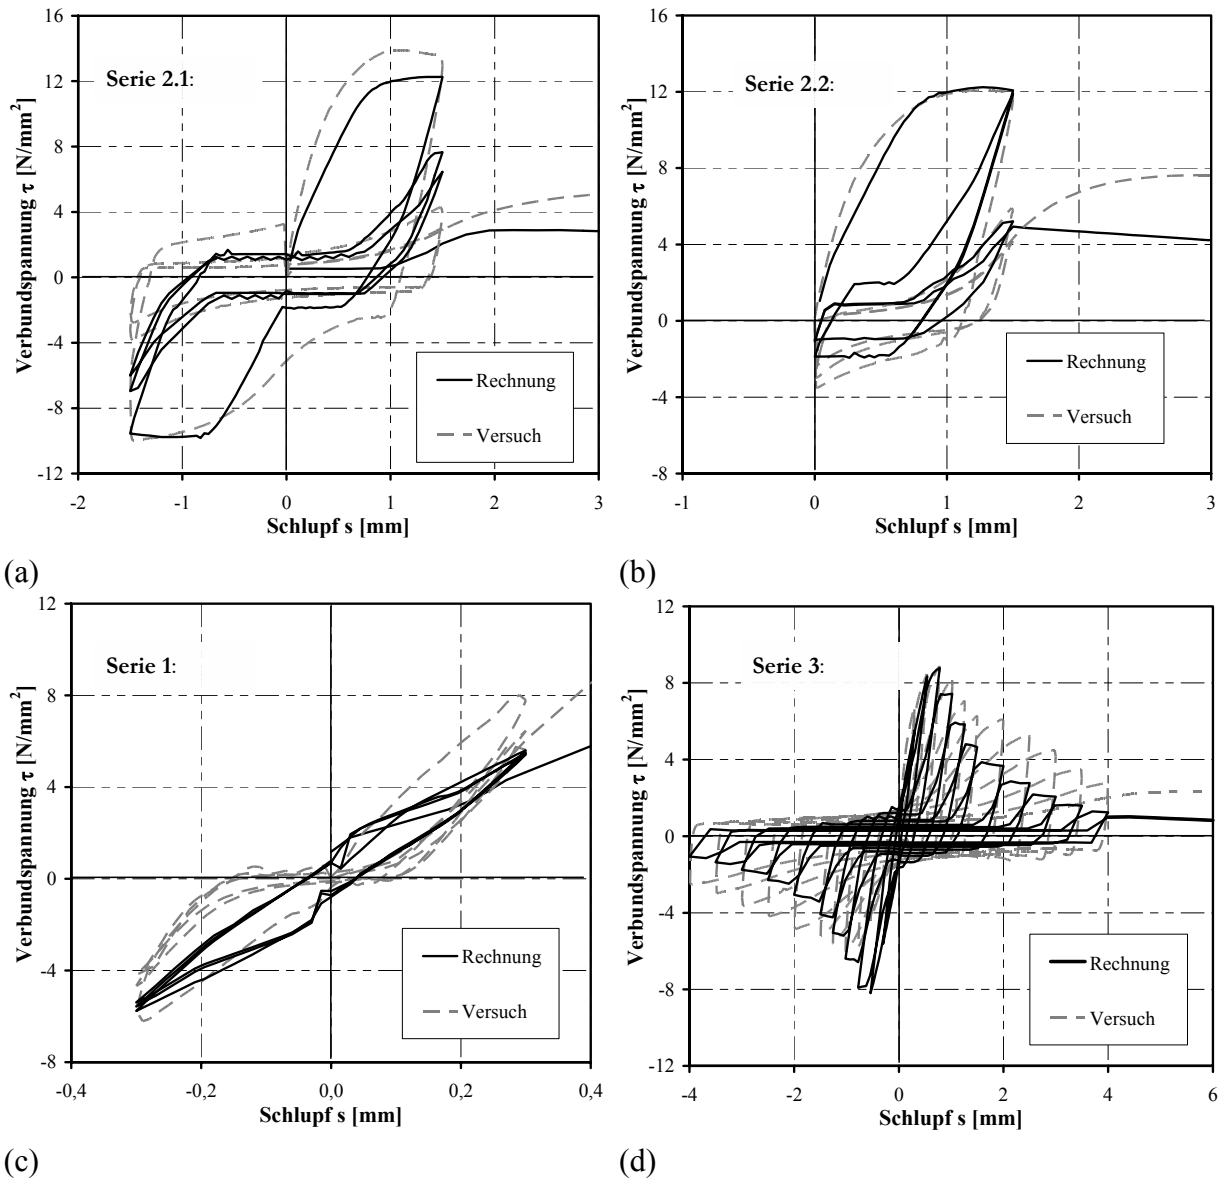 Serie 2.1:
Verbundspannung τ [N/mm²]
16
12
8
4
0
-4
-8
-12
-2
-1
0
1
2
3
Schlupf s [mm]
Rechnung
Versuch
(a)
Serie 2.2:
Verbundspannung τ [N/mm²]
16
12
8
4
0
-4
-8
-1
0
1
2
3
Schlupf s [mm]
Rechnung
Versuch
(b)
Serie 1:
Verbundspannung τ [N/mm²]
12
8
4
0
-4
-8
-0,4
-0,2
0,0
0,2
0,4
Schlupf s [mm]
Rechnung
Versuch
(c)
Serie 3:
Verbundspannung τ [N/mm²]
12
8
4
0
-4
-8
-12
-4
-2
0
2
4
6
Schlupf s [mm]
Rechnung
Versuch
(d)